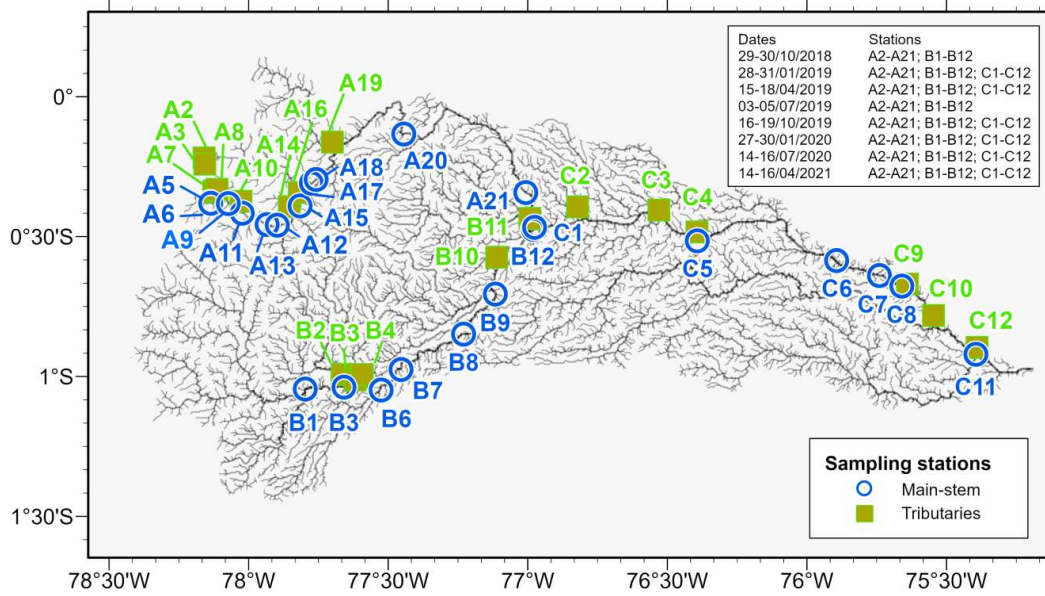 Dates Stations
29-30/10/2018 A2-A21; B1-B12
28-31/01/2019 A2-A21; B1-B12; C1-C12
15-18/04/2019 A2-A21; B1-B12; C1-C12
03-05/07/2019 A2-A21; B1-B12
16-19/10/2019 A2-A21; B1-B12; C1-C12
27-30/01/2020 A2-A21; B1-B12; C1-C12
14-16/07/2020 A2-A21; B1-B12; C1-C12
14-16/04/2021 A2-A21; B1-B12; C1-C12
0°
0°30'S
1°S
1°30'S
A19
A2
A16
A3
A8
A14
A7
A10
A18
A20
A5
A17
A6
A15
A21
C2
C3
C4
A9
A11
A12
A13
B11
C1
B10
B12
C5
C9
C6
C7
C8
C10
B9
C12
B2
B3
B4
B8
B7
C11
B1
B3
B6
Sampling stations
Main-stem
Tributaries
78°30'W
78°W
77°30'W
77°W
76°30'W
76°W
75°30'W